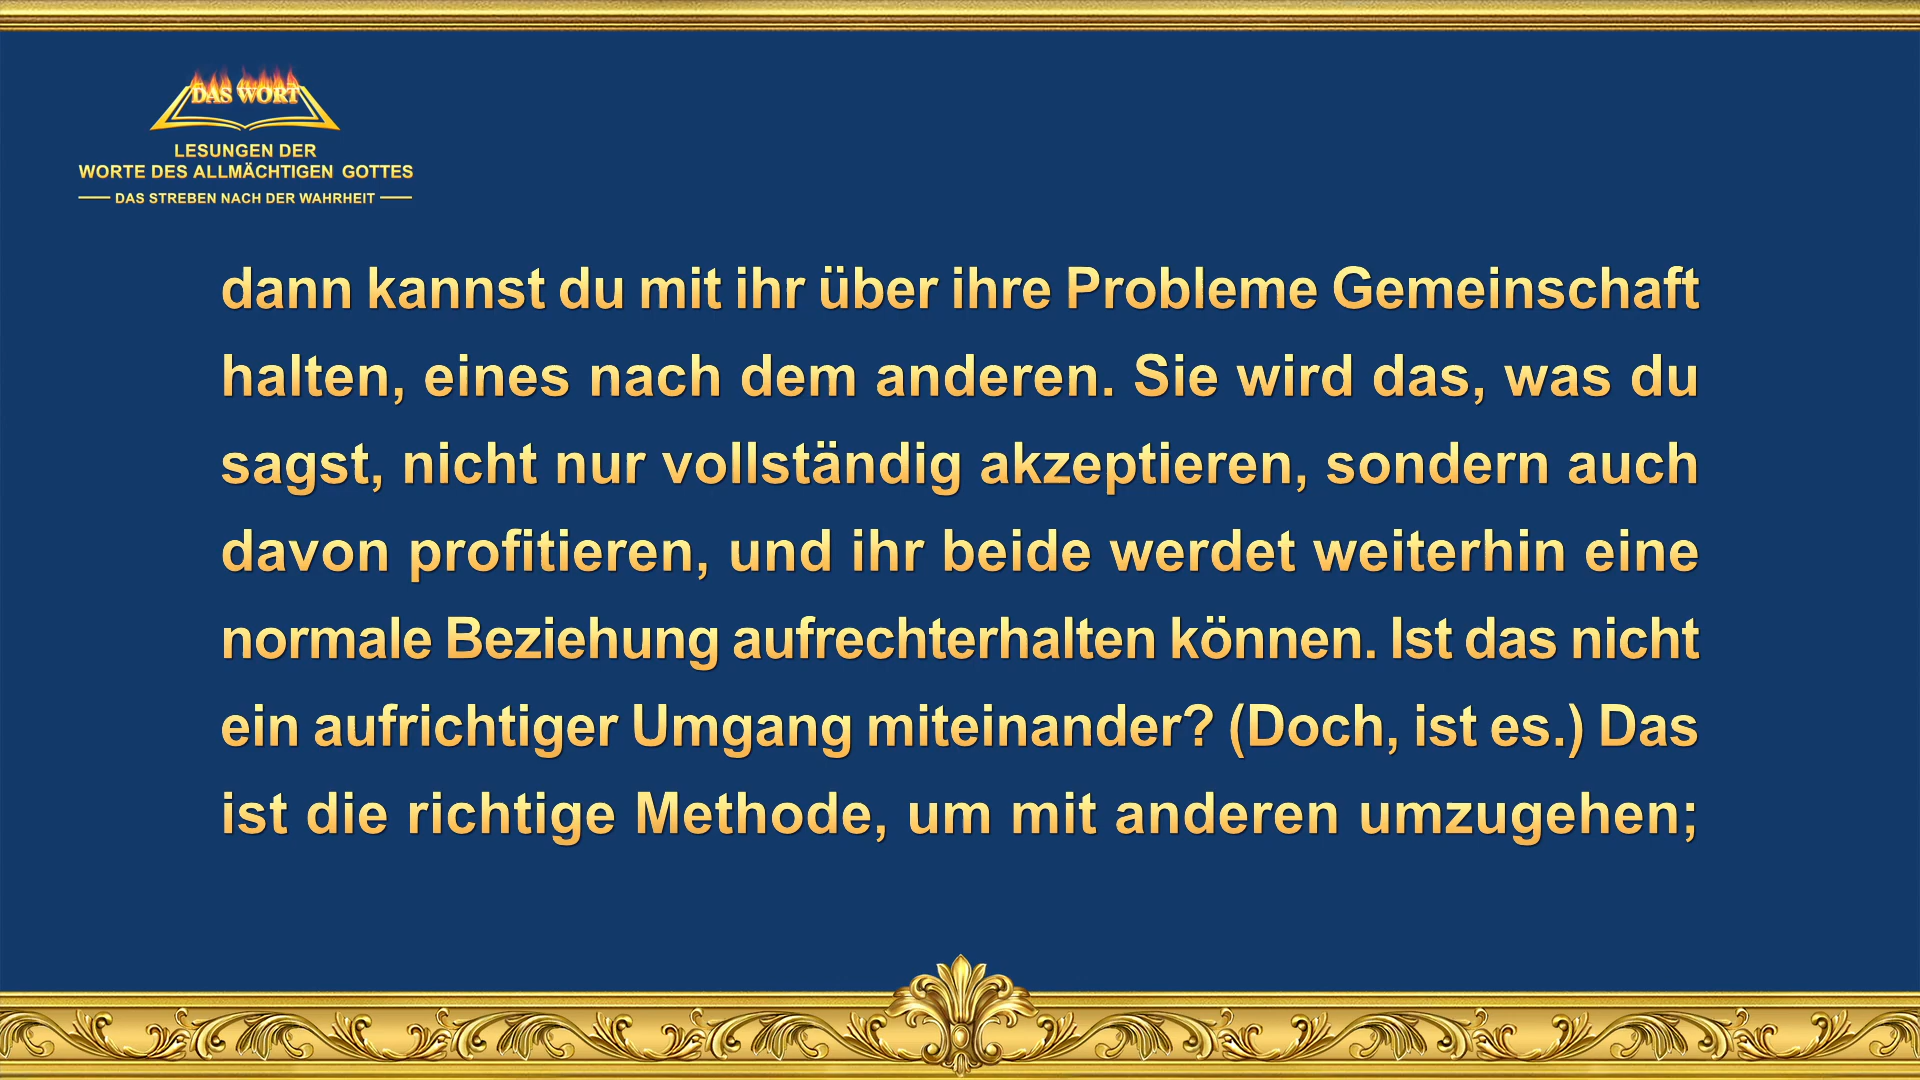 DAS WORT
LESUNGEN DER
WORTE DES ALLMÄCHTIGEN GOTTES
DAS STREBEN NACH DER WAHRHEIT
dann kannst du mit ihr über ihre Probleme Gemeinschaft
halten, eines nach dem anderen. Sie wird das, was du
sagst, nicht nur vollständig akzeptieren, sondern auch
davon profitieren, und ihr beide werdet weiterhin eine
normale Beziehung aufrechterhalten können. Ist das nicht
ein aufrichtiger Umgang miteinander? (Doch, ist es.) Das
ist die richtige Methode, um mit anderen umzugehen;